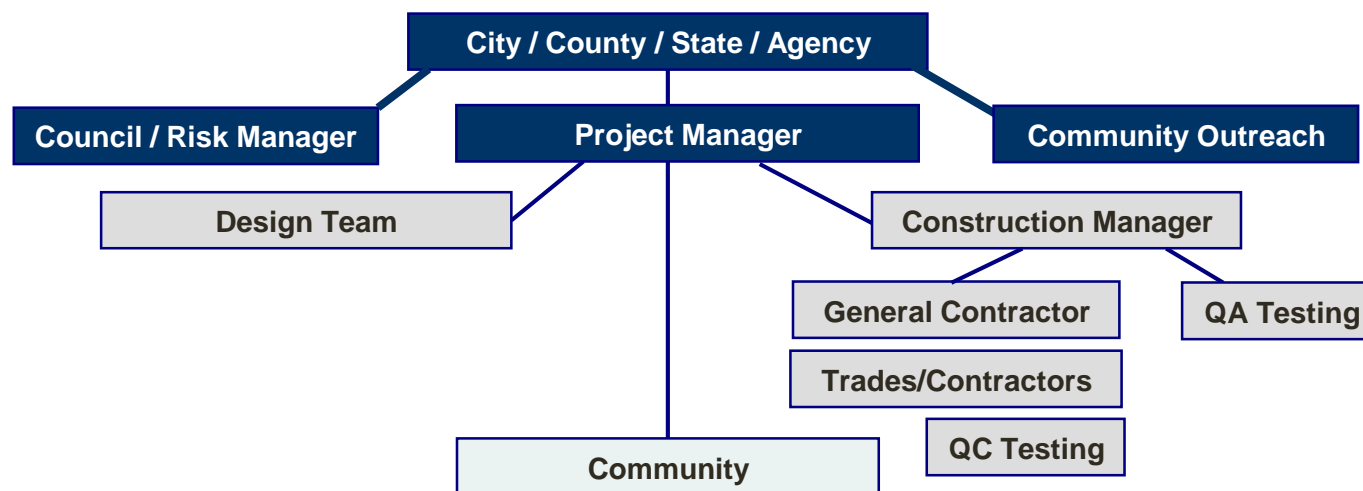 City / County / State / Agency
Council / Risk Manager
Project Manager
Community Outreach
Design Team
Construction Manager
General Contractor
QA Testing
Trades/Contractors
QC Testing
Community